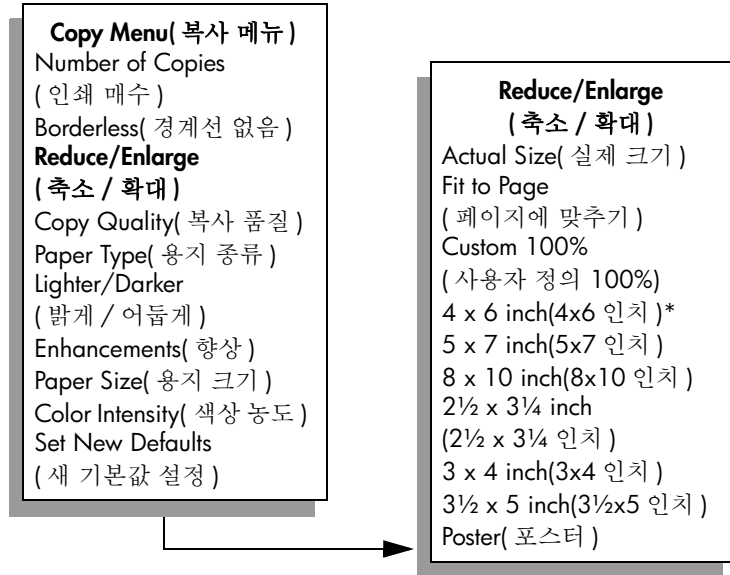 Copy Menu( 복사 메뉴 )
Number of Copies
( 인쇄 매수 )
Borderless( 경계선 없음 )
Reduce/Enlarge
( 축소 / 확대 )
Copy Quality( 복사 품질 )
Paper Type( 용지 종류 )
Lighter/Darker
( 밝게 / 어둡게 )
Enhancements( 향상 )
Paper Size( 용지 크기 )
Color Intensity( 색상 농도 )
Set New Defaults
( 새 기본값 설정 )
Reduce/Enlarge
( 축소 / 확대 )
Actual Size( 실제 크기 )
Fit to Page
( 페이지에 맞추기 )
Custom 100%
( 사용자 정의 100%)
4 x 6 inch(4x6 인치 )*
5 x 7 inch(5x7 인치 )
8 x 10 inch(8x10 인치 )
2½ x 3¼ inch
(2½ x 3¼ 인치 )
3 x 4 inch(3x4 인치 )
3½ x 5 inch(3½x5 인치 )
Poster( 포스터 )